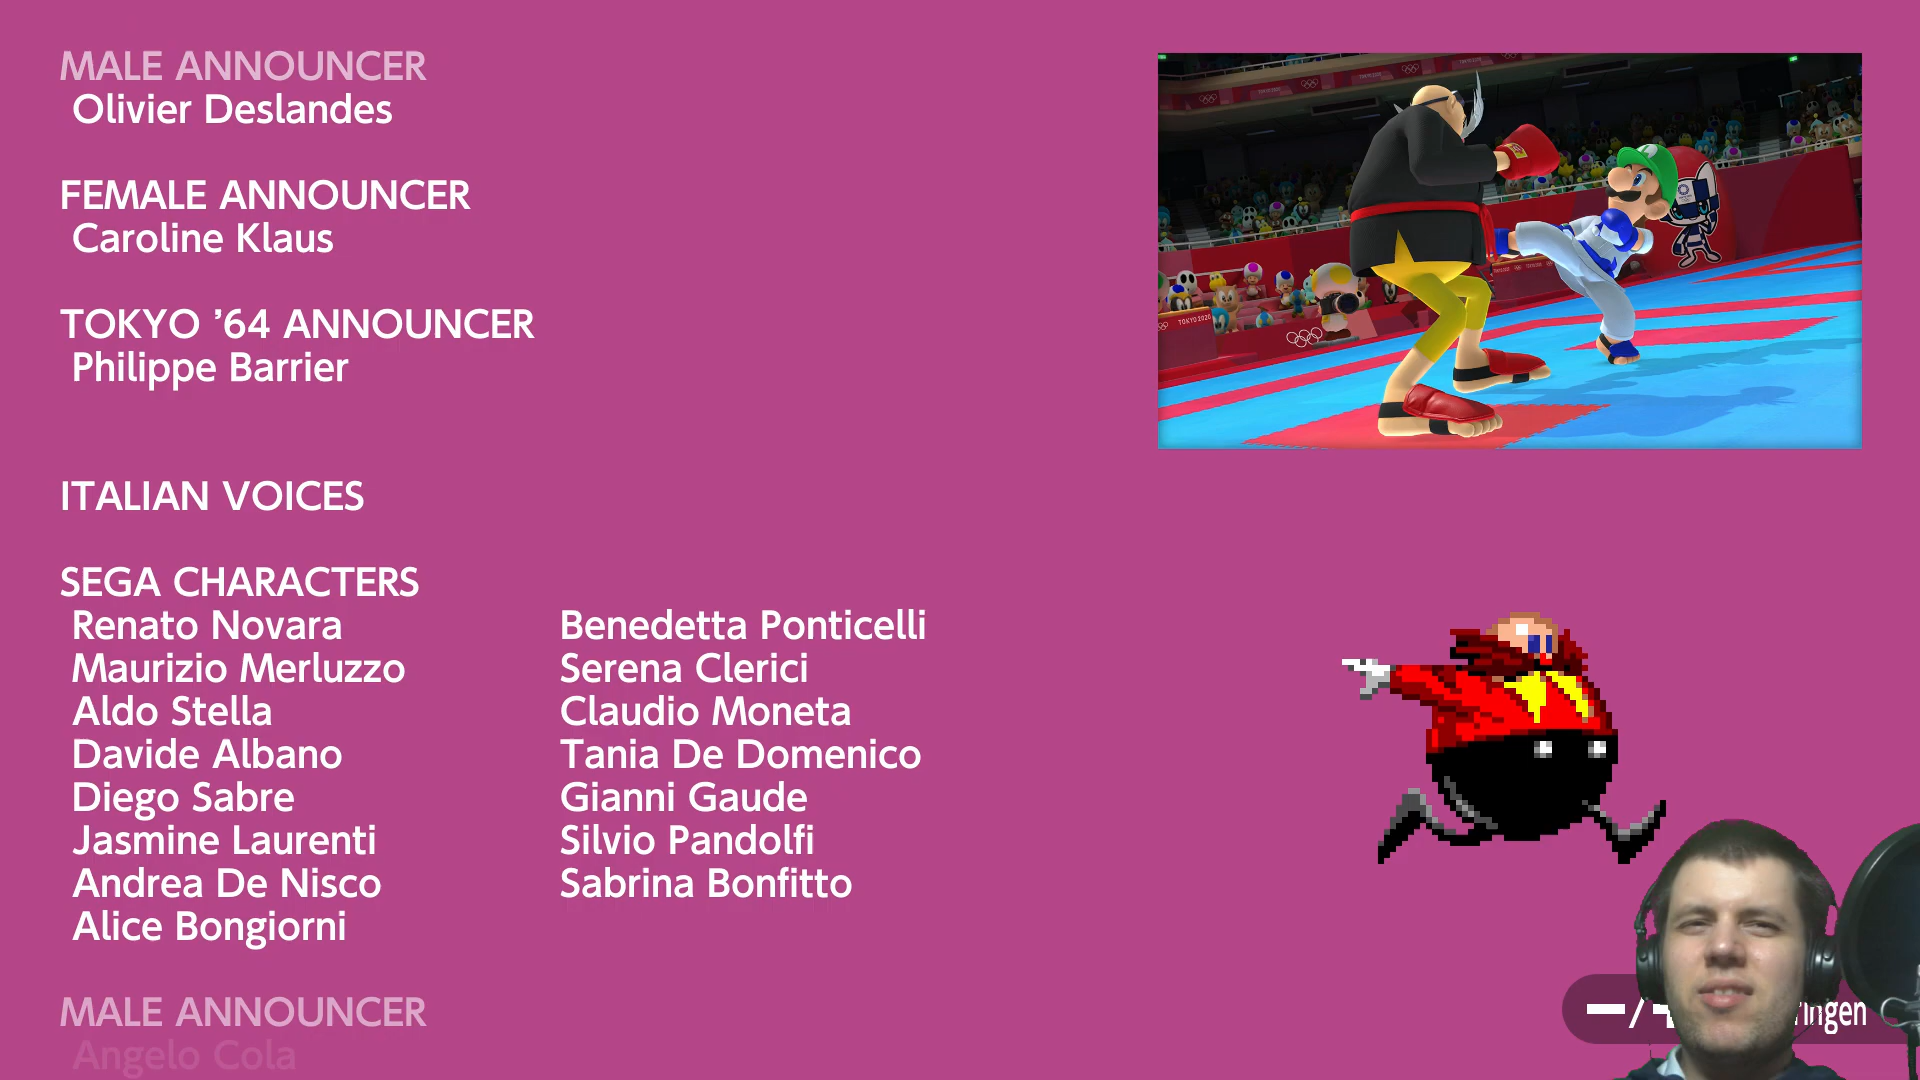 MALE ANNOUNCER
Olivier Deslandes
FEMALE ANNOUNCER
Caroline Klaus
TOKYO ’64 ANNOUNCER
Philippe Barrier
ITALIAN VOICES
SEGA CHARACTERS
Renato Novara
Maurizio Merluzzo
Aldo Stella
Davide Albano
Diego Sabre
Jasmine Laurenti
Andrea De Nisco
Alice Bongiorni
Benedetta Ponticelli
Serena Clerici
Claudio Moneta
Tania De Domenico
Gianni Gaude
Silvio Pandolfi
Sabrina Bonfitto
MALE ANNOUNCER
Angelo Cola
TOKYO 2020